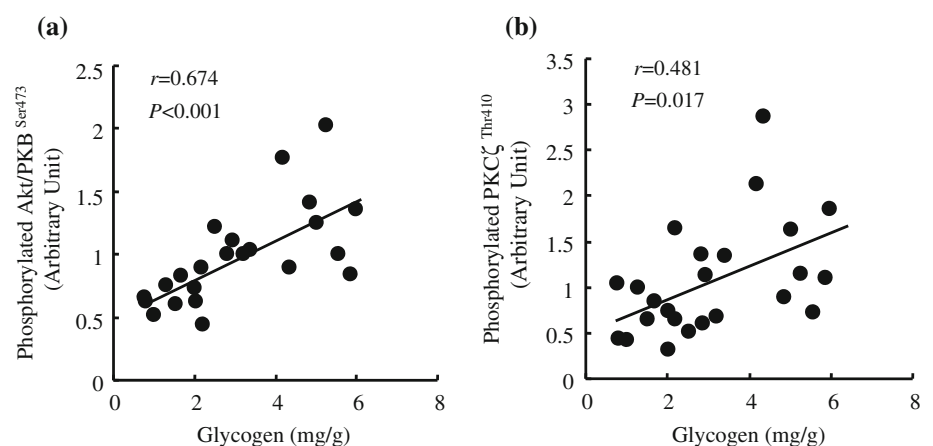 (a)
r=0.674
P<0.001
Phosphorylated Akt/PKB Ser473
(Arbitrary Unit)
2.5
2
1.5
1
0.5
0
0 2 4 6 8
Glycogen (mg/g)
(b)
r=0.481
P=0.017
Phosphorylated PKCζ Thr410
(Arbitrary Unit)
3.5
3
2.5
2
1.5
1
0.5
0
0 2 4 6 8
Glycogen (mg/g)